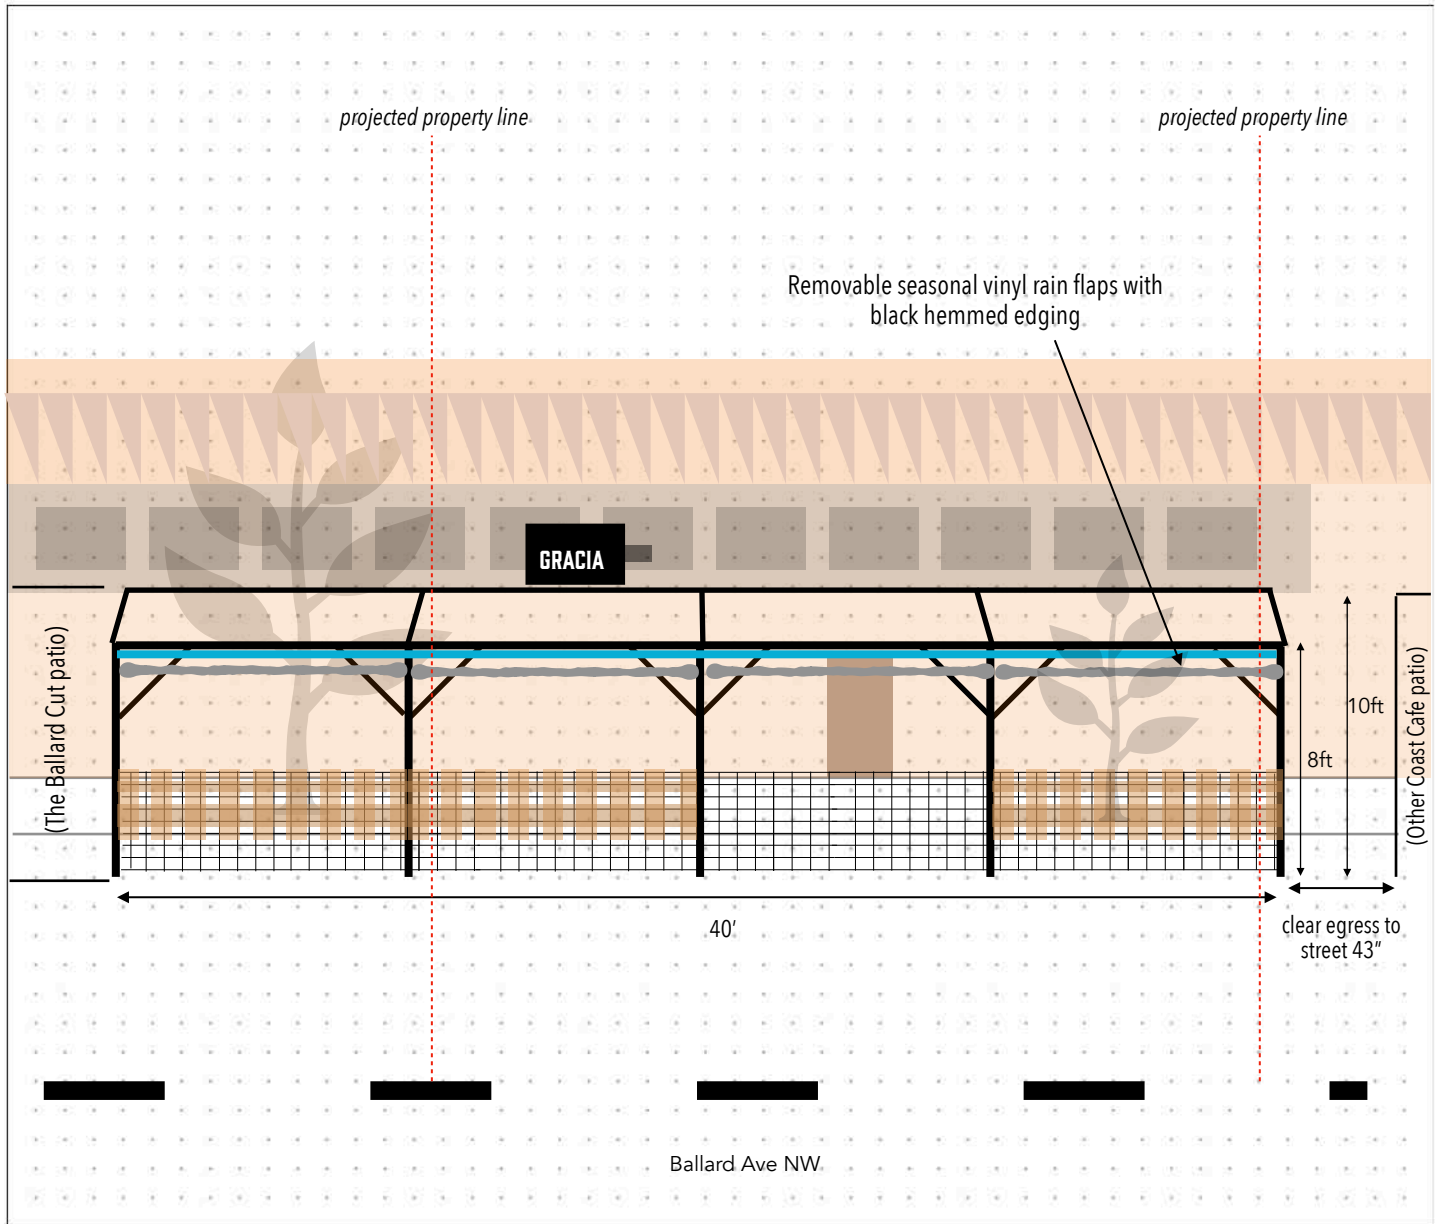 projected property line
projected property line
Removable seasonal vinyl rain flaps with
black hemmed edging
GRACIA
(The Ballard Cut patio)
(Other Coast Cafe patio)
10ft
8ft
40'
clear egress to
street 43"
Ballard Ave NW